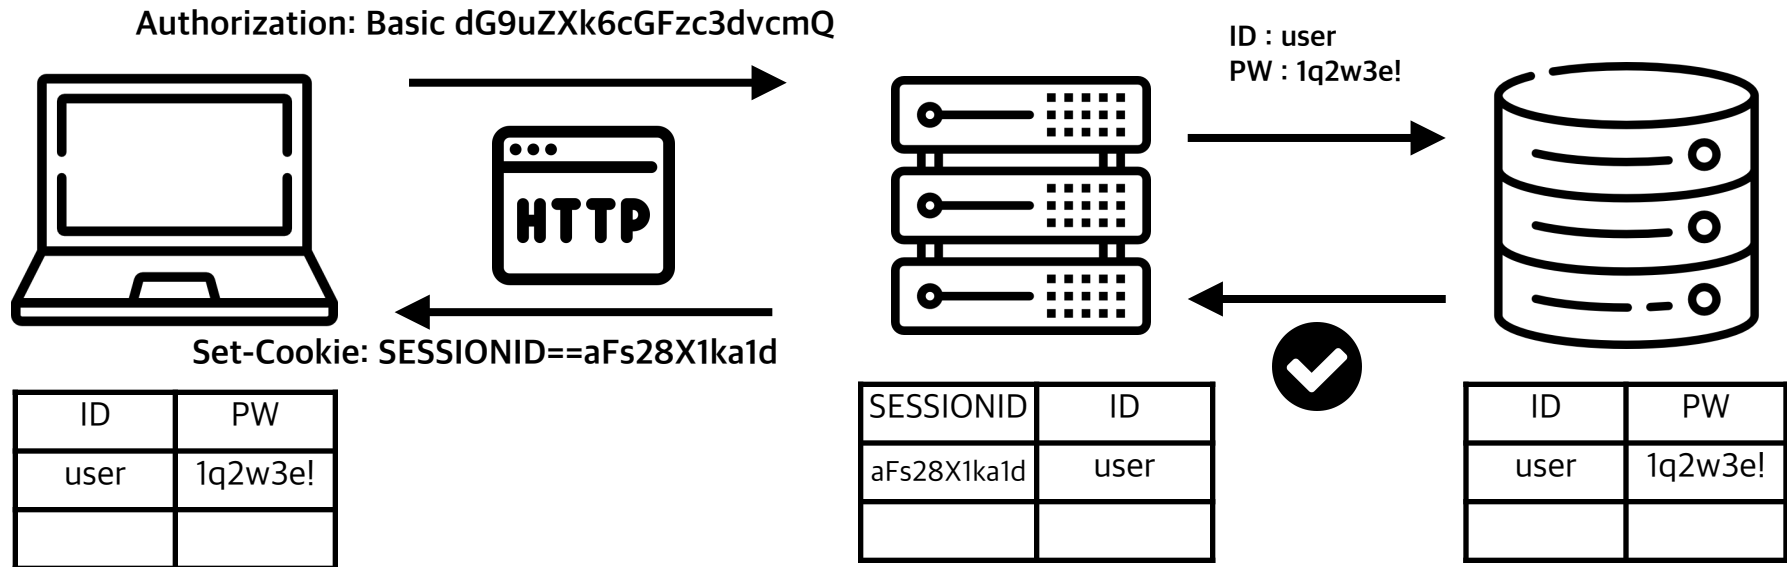 Authorization: Basic dG9uZXk6cGFzc3dvcmQ
ID : user
PW : 1q2w3e!
HTTP
Set-Cookie: SESSIONID==aFs28X1ka1d
ID PW
user 1q2w3e!
SESSIONID ID
aFs28X1ka1d user
ID PW
user 1q2w3e!